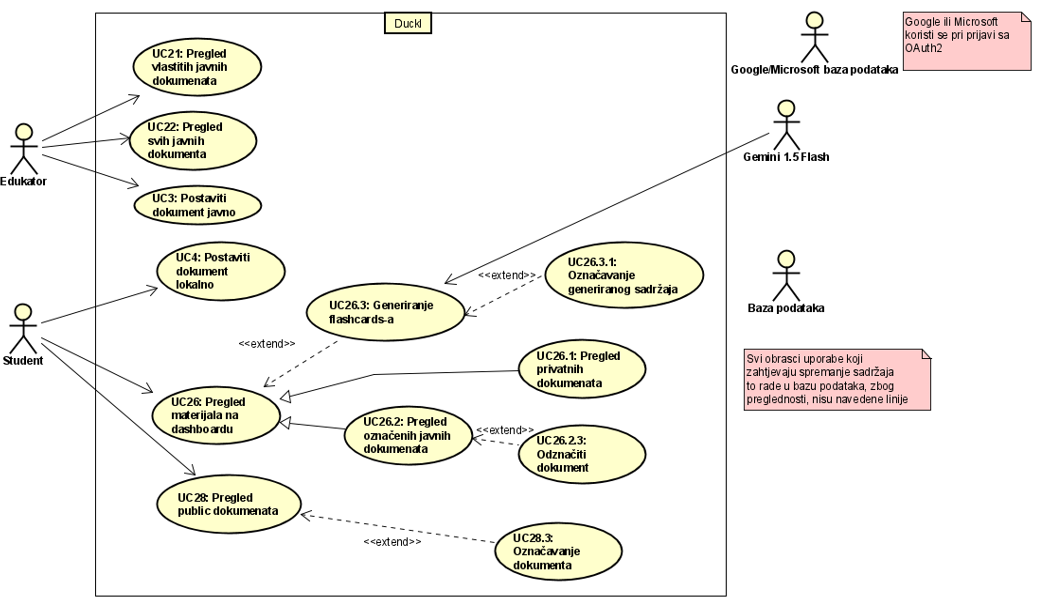 Duckl
Google/Microsoft baza podataka
Google ili Microsoft
koristi se pri prijavi sa
OAuth2
UC21: Pregled
vlastitih javnih
dokumenata
UC22: Pregled
svih javnih
dokumenta
Edukator
Gemini 1.5 Flash
UC3: Postaviti
dokument javno
UC4: Postaviti
dokument
lokalno
<<extend>>
UC26.3.1:
Označavanje
generiranog sadržaja
Baza podataka
UC26.3: Generiranje
flashcards-a
Student
<<extend>>
UC26.1: Pregled
privatnih
dokumenata
Svi obrasci uporabe koji
zahtjevaju spremanje sadržaja
to rade u bazu podataka, zbog
preglednosti, nisu navedene linije
UC26: Pregled
materijala na
dashboardu
UC26.2: Pregled
označenih javnih
dokumenata
<<extend>>
UC26.2.3:
Odznačiti
dokument
UC28: Pregled
public dokumenata
<<extend>>
UC28.3:
Označavanje
dokumenta